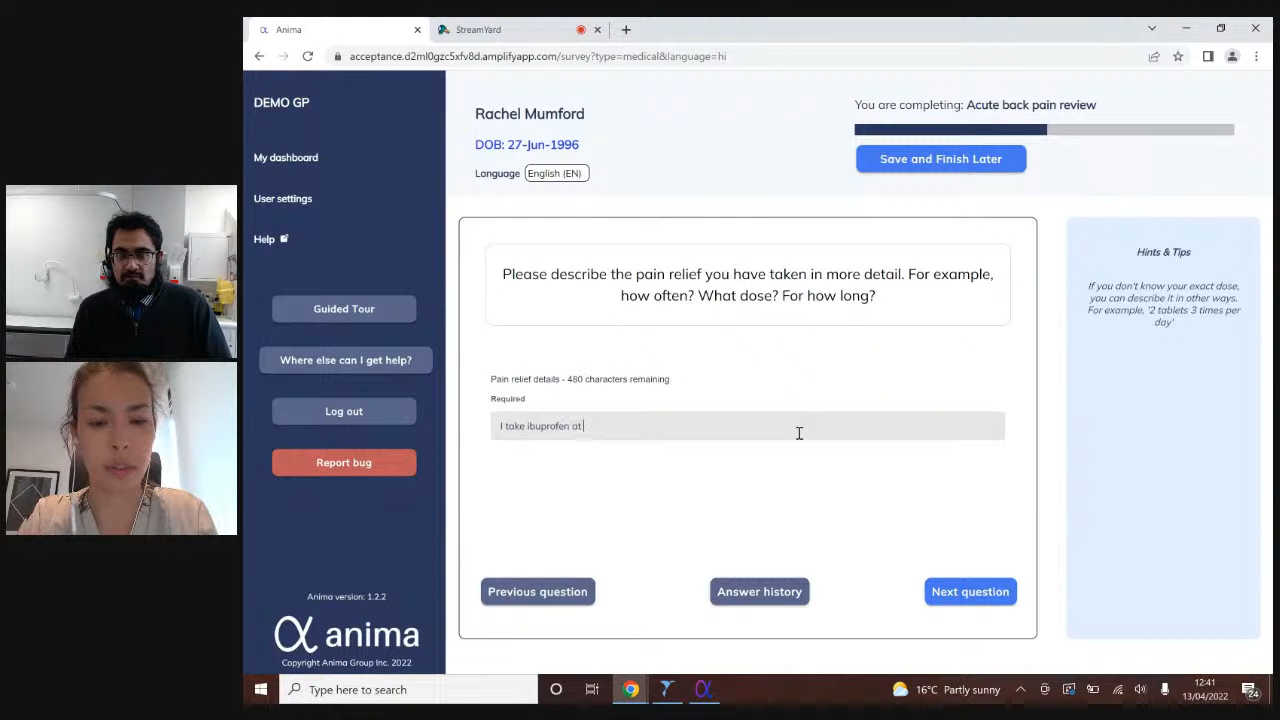 Anima
StreamYard
acceptance.d2ml0gzc5xfv8d.amplifyapp.com/survey?type=medical&language=hi
DEMO GP
My dashboard
User settings
Help
Guided Tour
Where else can I get help?
Log out
Report bug
Anima version: 1.2.2
anima
Copyright Anima Group Inc. 2022
Rachel Mumford
DOB: 27-Jun-1996
Language English (EN)
You are completing: Acute back pain review
Save and Finish Later
Please describe the pain relief you have taken in more detail. For example,
how often? What dose? For how long?
Pain relief details - 480 characters remaining
Required
I take ibuprofen at
Previous question
Answer history
Next question
Hints & Tips
If you don't know your exact dose,
you can describe it in other ways.
For example, '2 tablets 3 times per
day'
Type here to search
16°C Partly sunny
12:41
13/04/2022
24